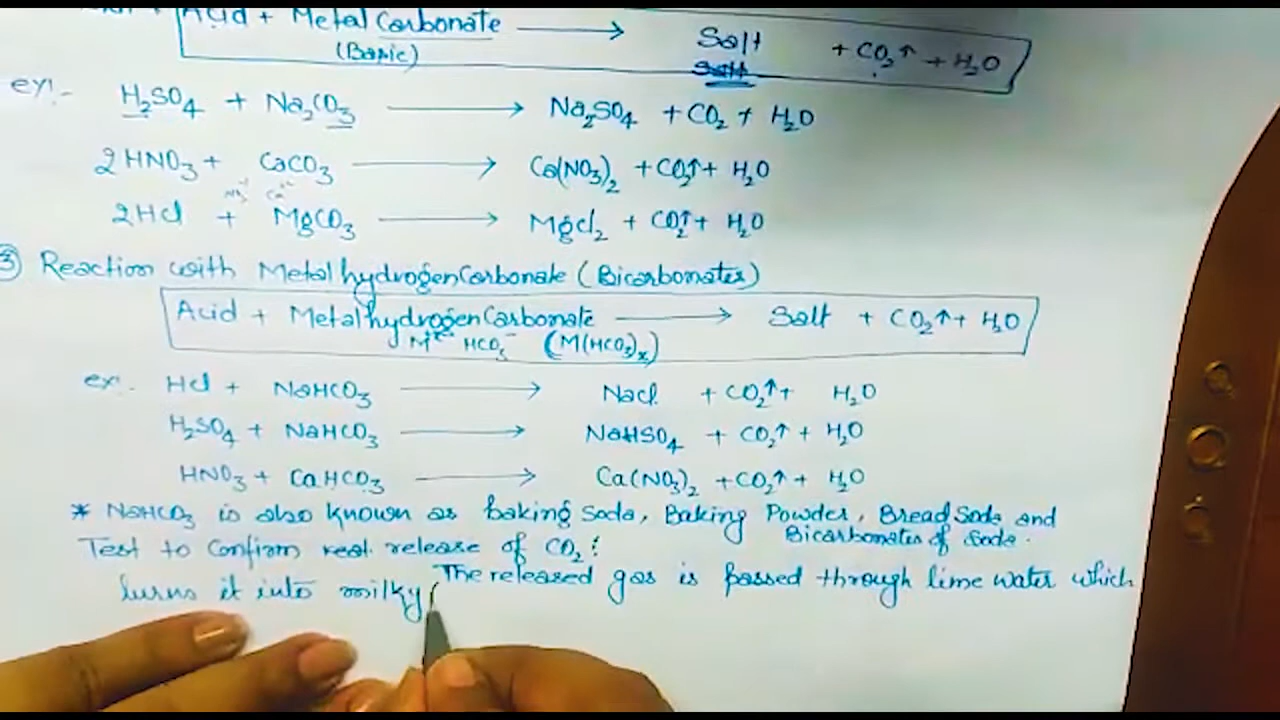 Acid + Metal Carbonate ⟶ Salt + CO₂↑ + H₂O
(Basic)
ex:- H₂SO₄ + Na₂CO₃ ⟶ Na₂SO₄ + CO₂ + H₂O
2HNO₃ + CaCO₃ ⟶ Ca(NO₃)₂ + CO₂↑ + H₂O
2HCl + MgCO₃ ⟶ MgCl₂ + CO₂↑ + H₂O
③ Reaction with Metal hydrogen Carbonate (Bicarbonates)
Acid + Metal hydrogen Carbonate ⟶ Salt + CO₂↑ + H₂O
HCO₃⁻ (M(HCO₃)ₓ)
ex. HCl + NaHCO₃ ⟶ NaCl + CO₂↑ + H₂O
H₂SO₄ + NaHCO₃ ⟶ NaHSO₄ + CO₂↑ + H₂O
HNO₃ + CaHCO₃ ⟶ Ca(NO₃)₂ + CO₂↑ + H₂O
* NaHCO₃ is also known as baking Soda, Baking Powder, Bread Soda and
Bicarbonates of Soda.
Test to Confirm release of CO₂ :
The released gas is passed through lime water which
turns it into milky (